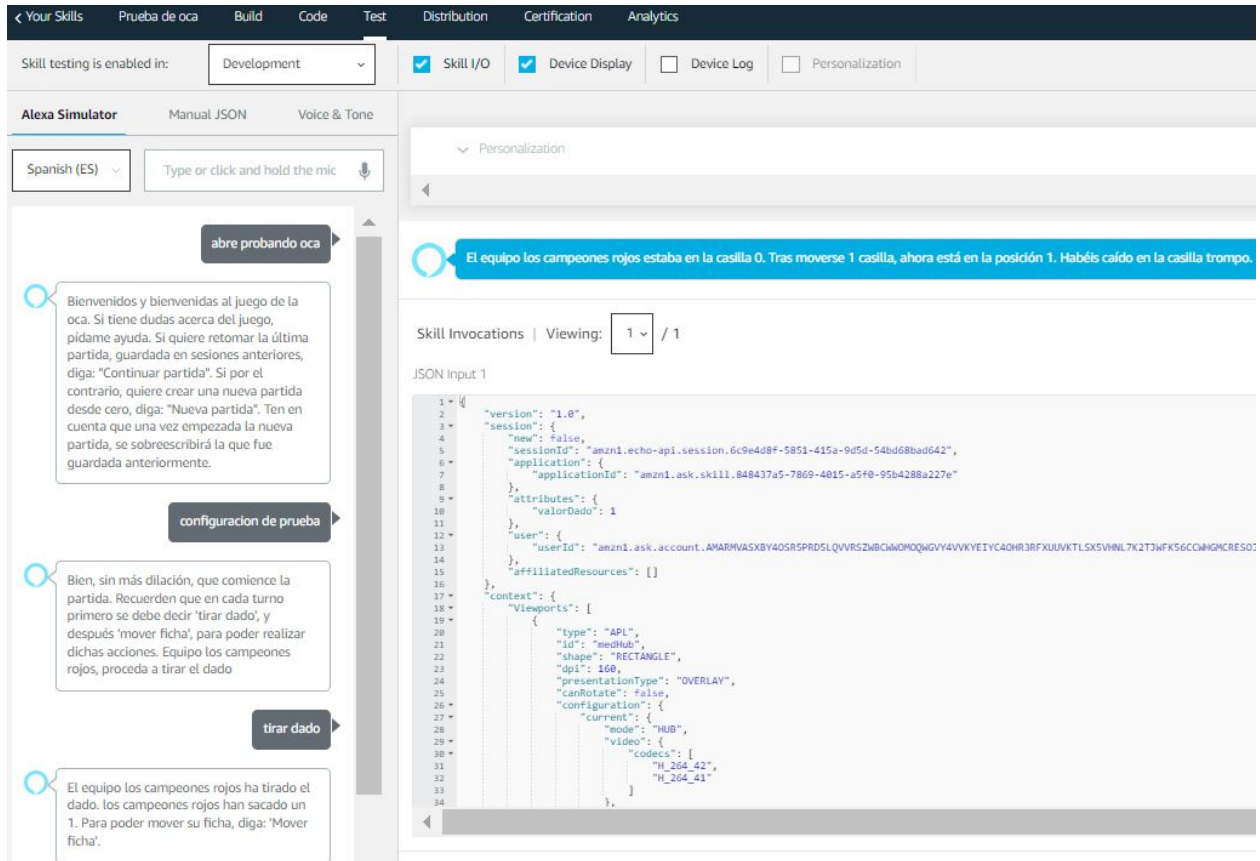 Your Skills Prueba de oca Build Code Test Distribution Certification Analytics
Skill testing is enabled in: Development Skill I/O Device Display Device Log Personalization
Alexa Simulator Manual JSON Voice & Tone
Spanish (ES) Type or click and hold the mic
abre probando oca
Bienvenidos y bienvenidas al juego de la
oca. Si tiene dudas acerca del juego,
pídame ayuda. Si quiere retomar la última
partida, guardada en sesiones anteriores,
diga: "Continuar partida". Si por el
contrario, quiere crear una nueva partida
desde cero, diga: "Nueva partida". Ten en
cuenta que una vez empezada la nueva
partida, se sobreescribirá la que fue
guardada anteriormente.
configuracion de prueba
Bien, sin más dilación, que comience la
partida. Recuerden que en cada turno
primero se debe decir 'tirar dado', y
después 'mover ficha', para poder realizar
dichas acciones. Equipo los campeones
rojos, proceda a tirar el dado
tirar dado
El equipo los campeones rojos ha tirado el
dado. los campeones rojos han sacado un
1. Para poder mover su ficha, diga: 'Mover
ficha'.
Personalization
El equipo los campeones rojos estaba en la casilla 0. Tras moverse 1 casilla, ahora está en la posición 1. Habéis caído en la casilla trompo.
Skill Invocations | Viewing: 1 / 1
JSON Input 1
1 {
2 "version": "1.0",
3 "session": {
4 "new": false,
5 "sessionId": "amzn1.echo-api.session.6c9e4d8f-5851-415a-9d5d-54bd68bad642",
6 "application": {
7 "applicationId": "amzn1.ask.skill.848437a5-7869-4015-a5f0-95b4288a227e"
8 },
9 "attributes": {
10 "valorDado": 1
11 },
12 "user": {
13 "userId":
14 },
15 "affiliatedResources": []
16 },
17 "context": {
18 "Viewports": [
19 {
20 "type": "APL",
21 "id": "medHub",
22 "shape": "RECTANGLE",
23 "dpi": 160,
24 "presentationType": "OVERLAY",
25 "canRotate": false,
26 "configuration": {
27 "current": {
28 "mode": "HUB",
29 "video": {
30 "codecs": [
31 "H_264_42",
32 "H_264_41"
33 ]
34 },